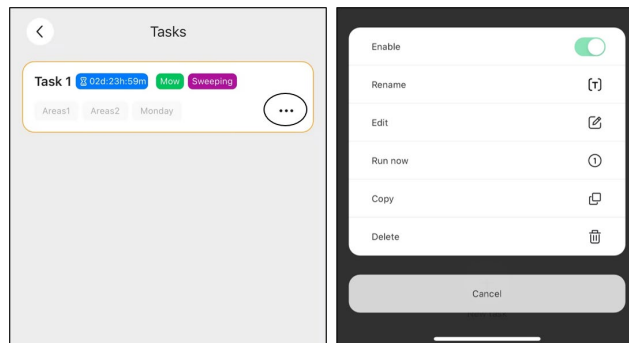 Tasks
Task 1 02d:23h:59m Mow Sweeping
Areas1 Areas2 Monday
Enable
Rename
Edit
Run now
Copy
Delete
Cancel